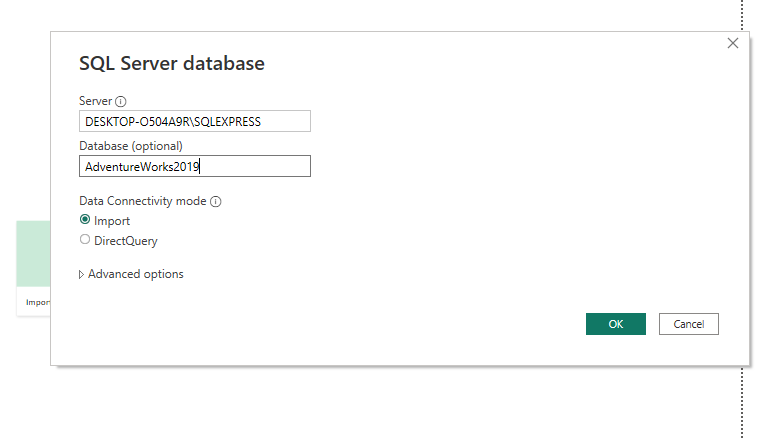 SQL Server database
Server
DESKTOP-O504A9R\SQLEXPRESS
Database (optional)
AdventureWorks2019
Data Connectivity mode
Import
DirectQuery
Advanced options
Impor
OK
Cancel